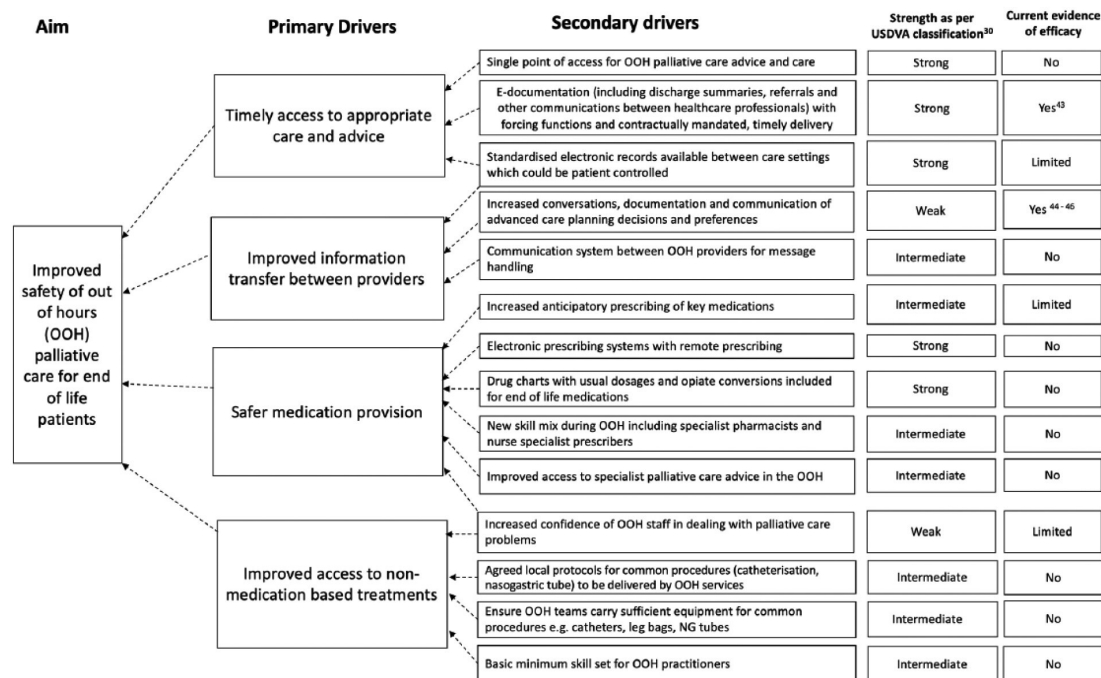 Aim
Primary Drivers
Secondary drivers
Strength as per
USDVA classification³⁰
Current evidence
of efficacy
Improved
safety of out
of hours
(OOH)
palliative
care for end
of life
patients
Timely access to appropriate
care and advice
Improved information
transfer between providers
Safer medication provision
Improved access to non-
medication based treatments
Single point of access for OOH palliative care advice and care
Strong
No
E-documentation (including discharge summaries, referrals and
other communications between healthcare professionals) with
forcing functions and contractually mandated, timely delivery
Strong
Yes⁴³
Standardised electronic records available between care settings
which could be patient controlled
Strong
Limited
Increased conversations, documentation and communication of
advanced care planning decisions and preferences
Weak
Yes ⁴⁴ ⁻ ⁴⁶
Communication system between OOH providers for message
handling
Intermediate
No
Increased anticipatory prescribing of key medications
Intermediate
Limited
Electronic prescribing systems with remote prescribing
Strong
No
Drug charts with usual dosages and opiate conversions included
for end of life medications
Strong
No
New skill mix during OOH including specialist pharmacists and
nurse specialist prescribers
Intermediate
No
Improved access to specialist palliative care advice in the OOH
Intermediate
No
Increased confidence of OOH staff in dealing with palliative care
problems
Weak
Limited
Agreed local protocols for common procedures (catheterisation,
nasogastric tube) to be delivered by OOH services
Intermediate
No
Ensure OOH teams carry sufficient equipment for common
procedures e.g. catheters, leg bags, NG tubes
Intermediate
No
Basic minimum skill set for OOH practitioners
Intermediate
No